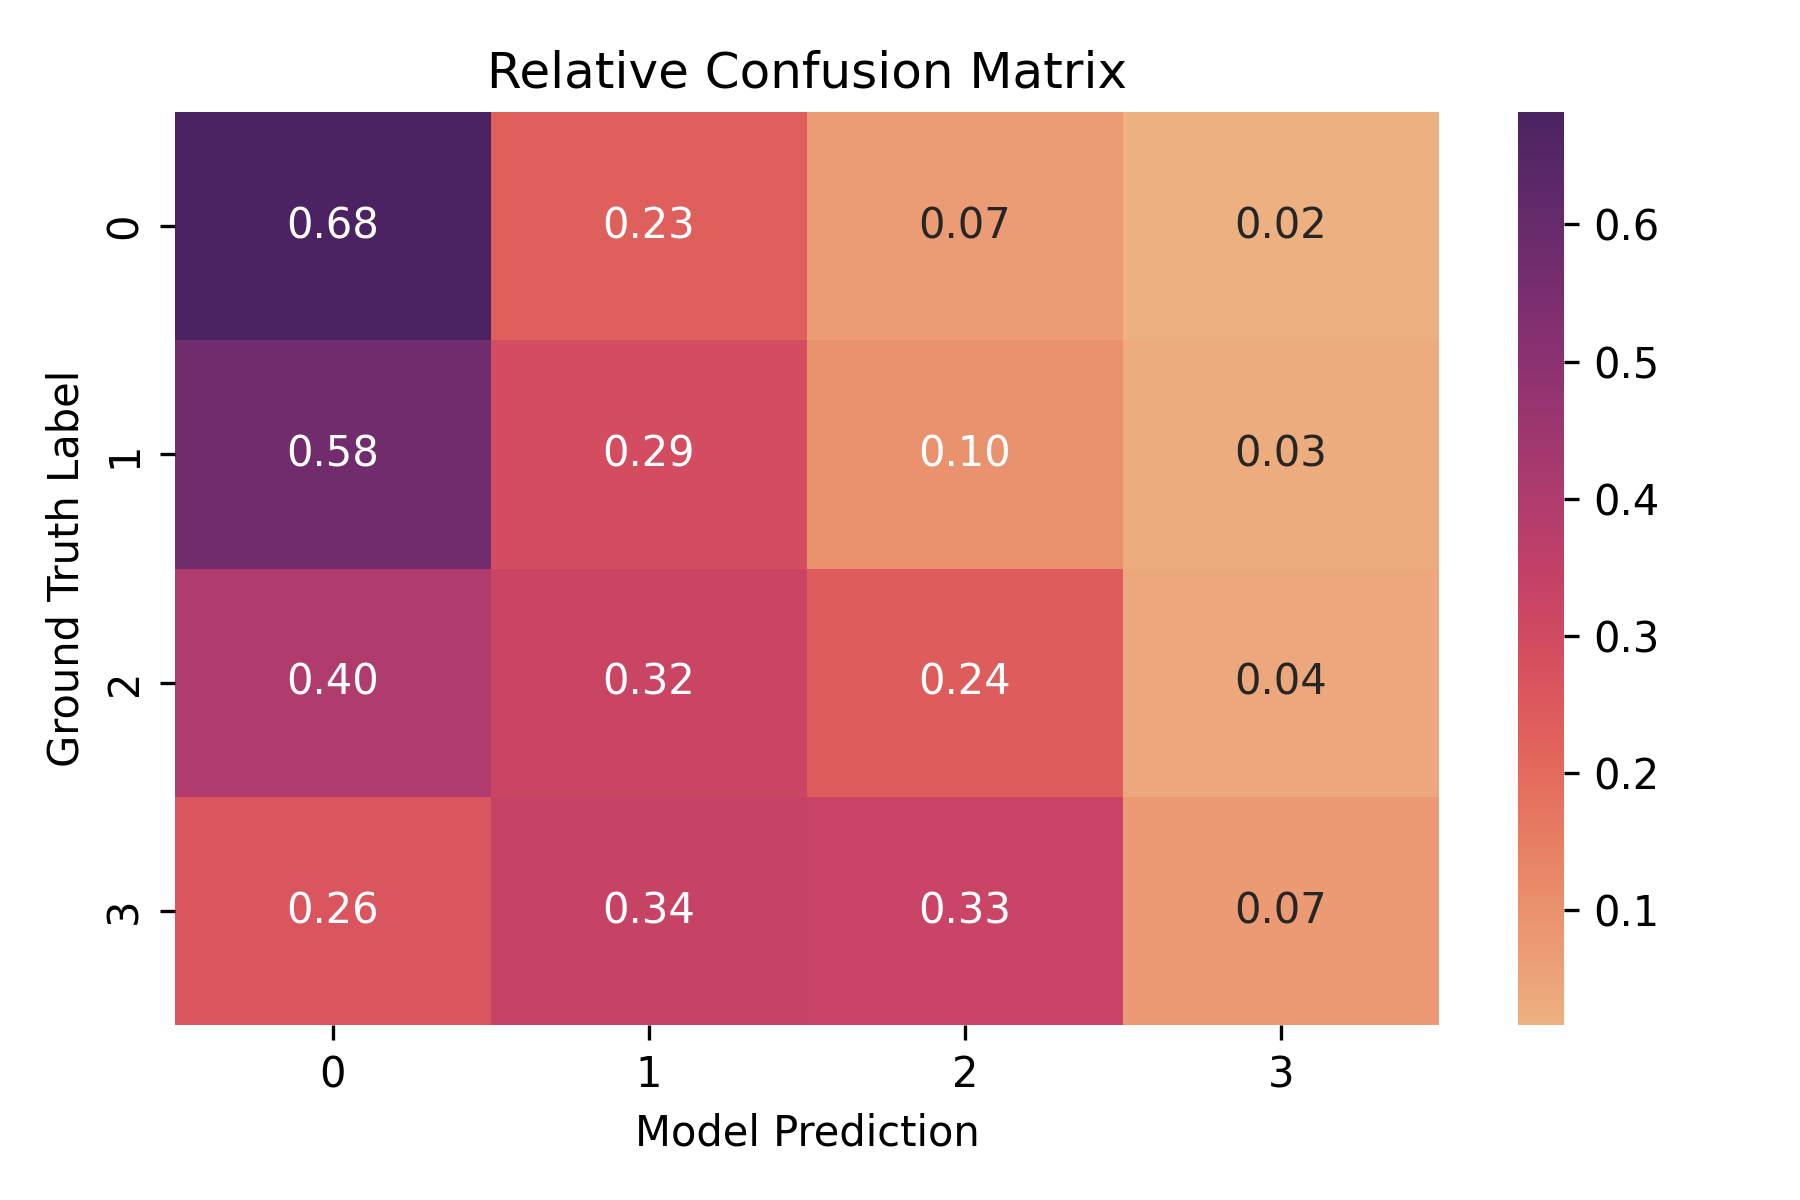 Relative Confusion Matrix
0.68 0.23 0.07 0.02
0.58 0.29 0.10 0.03
0.40 0.32 0.24 0.04
0.26 0.34 0.33 0.07
Ground Truth Label
0
1
2
3
0 1 2 3
Model Prediction
0.6
0.5
0.4
0.3
0.2
0.1